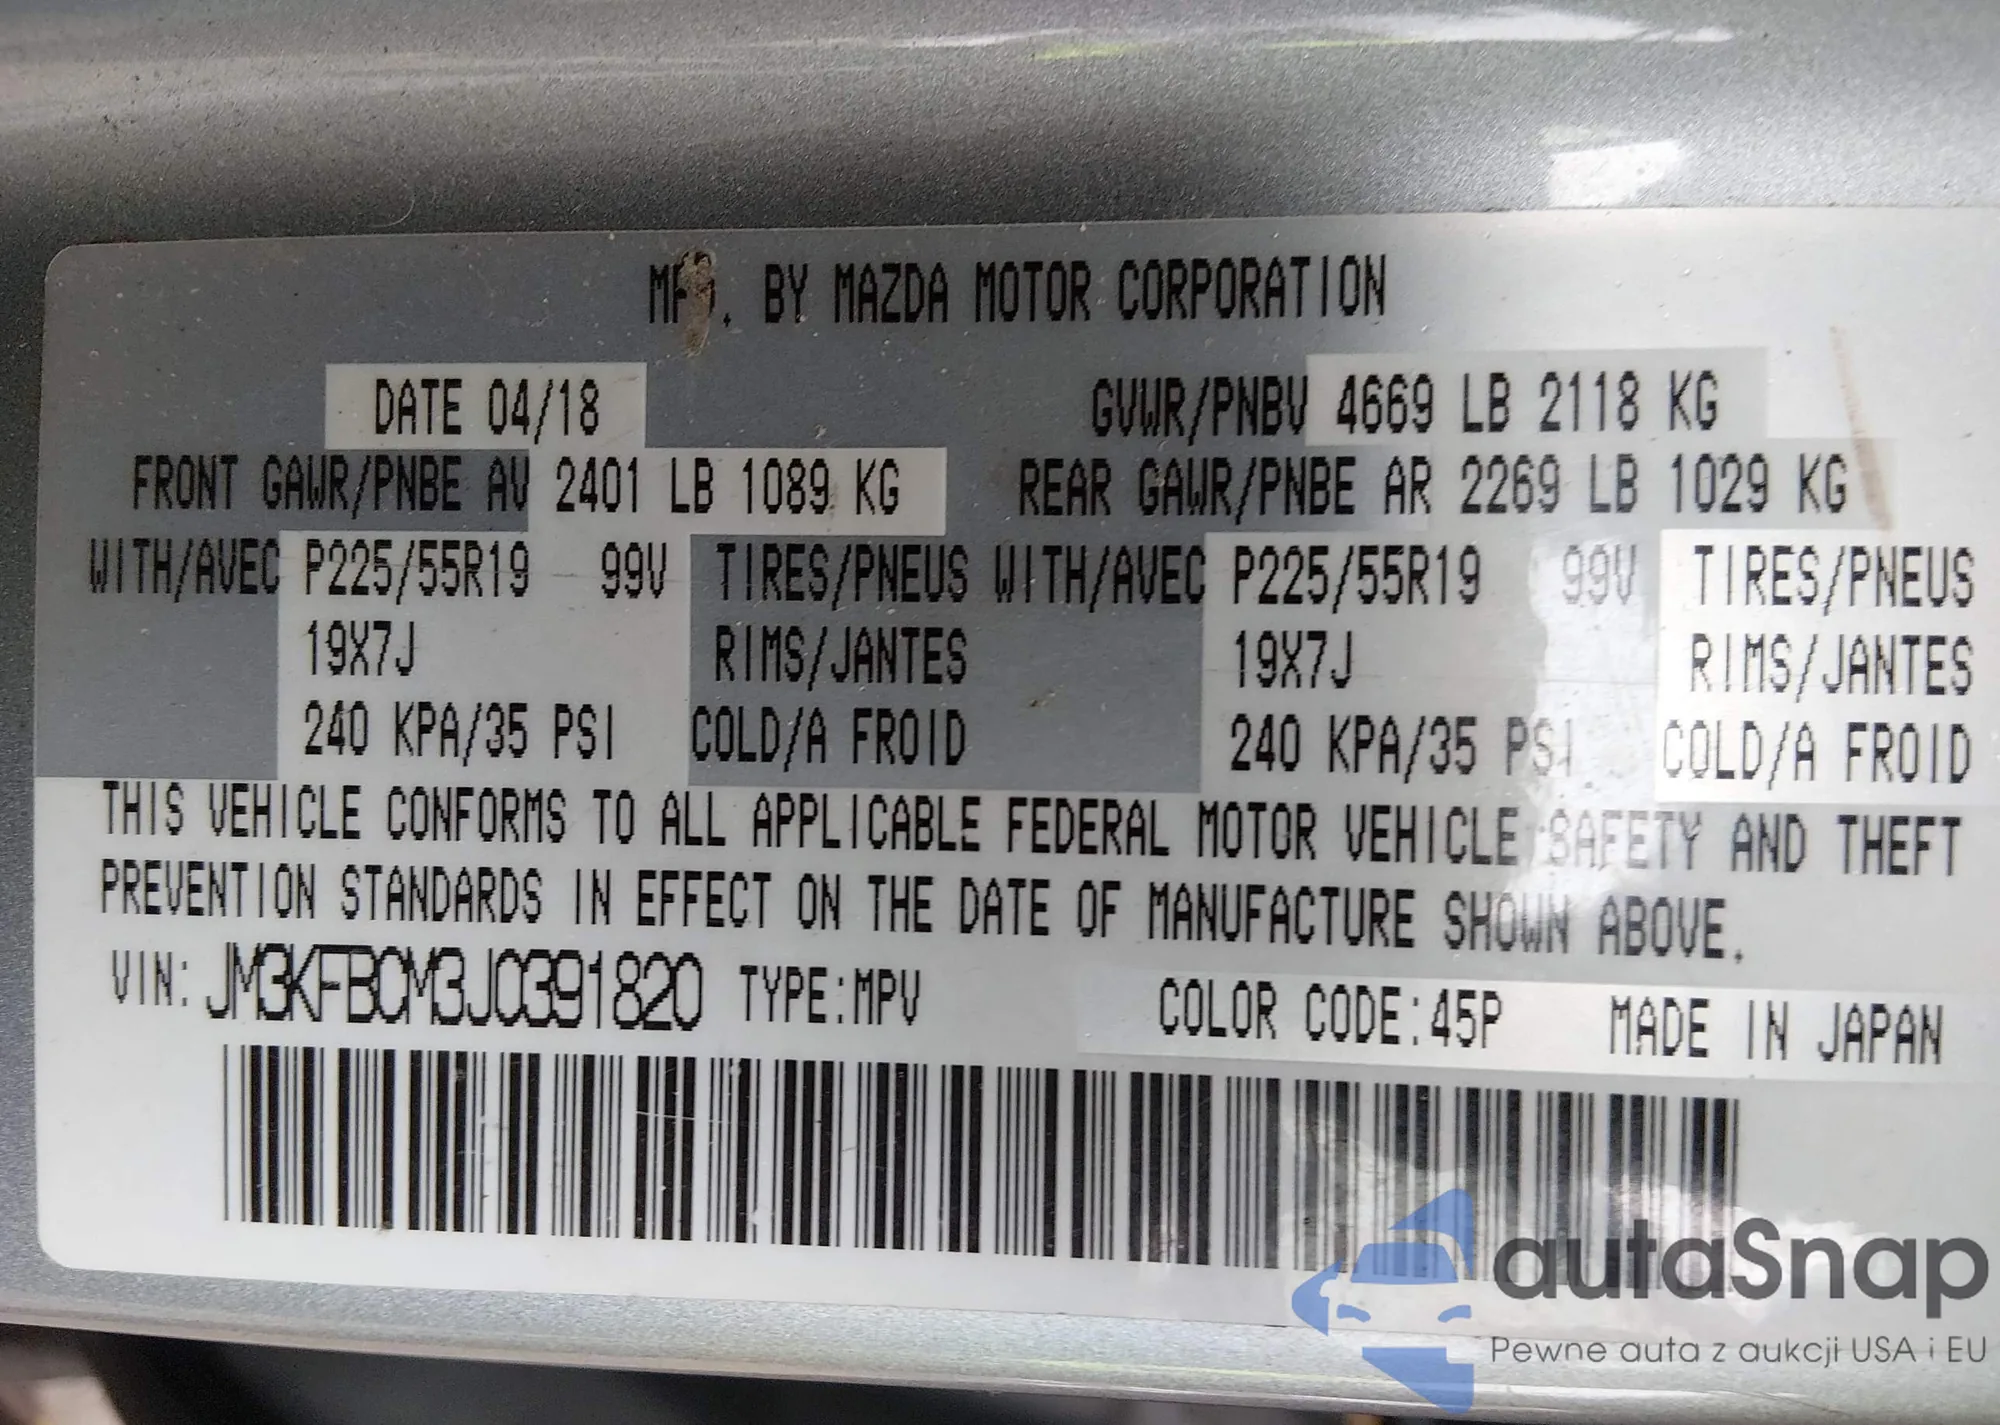 MFD. BY MAZDA MOTOR CORPORATION
DATE 04/18 GVWR/PNBV 4669 LB 2118 KG
FRONT GAWR/PNBE AV 2401 LB 1089 KG REAR GAWR/PNBE AR 2269 LB 1029 KG
WITH/AVEC P225/55R19 99V TIRES/PNEUS WITH/AVEC P225/55R19 99V TIRES/PNEUS
19X7J RIMS/JANTES 19X7J RIMS/JANTES
240 KPA/35 PSI COLD/A FROID 240 KPA/35 PSI COLD/A FROID
THIS VEHICLE CONFORMS TO ALL APPLICABLE FEDERAL MOTOR VEHICLE SAFETY AND THEFT
PREVENTION STANDARDS IN EFFECT ON THE DATE OF MANUFACTURE SHOWN ABOVE.
VIN: JM3KFBCM3J0391820 TYPE:MPV COLOR CODE:45P MADE IN JAPAN
autaSnap
Pewne auta z aukcji USA i EU